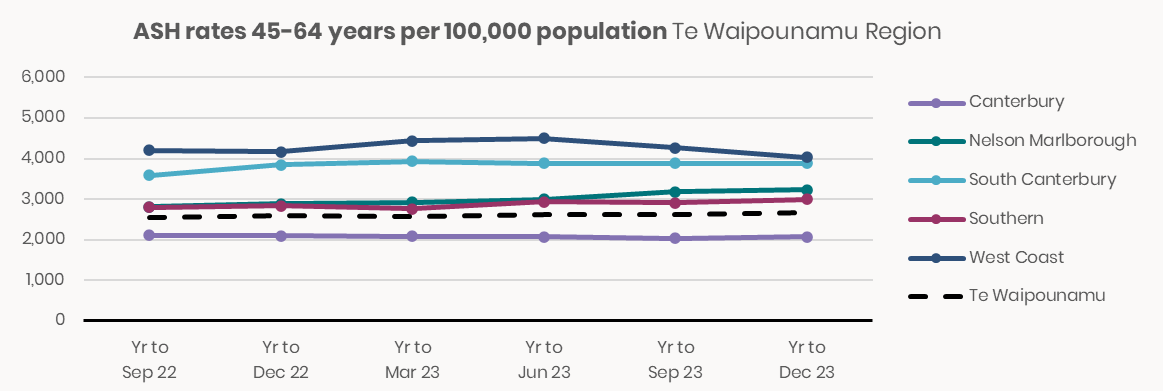 ASH rates 45-64 years per 100,000 population Te Waipounamu Region
6,000
5,000
4,000
3,000
2,000
1,000
0
Yr to Sep 22
Yr to Dec 22
Yr to Mar 23
Yr to Jun 23
Yr to Sep 23
Yr to Dec 23
Canterbury
Nelson Marlborough
South Canterbury
Southern
West Coast
Te Waipounamu